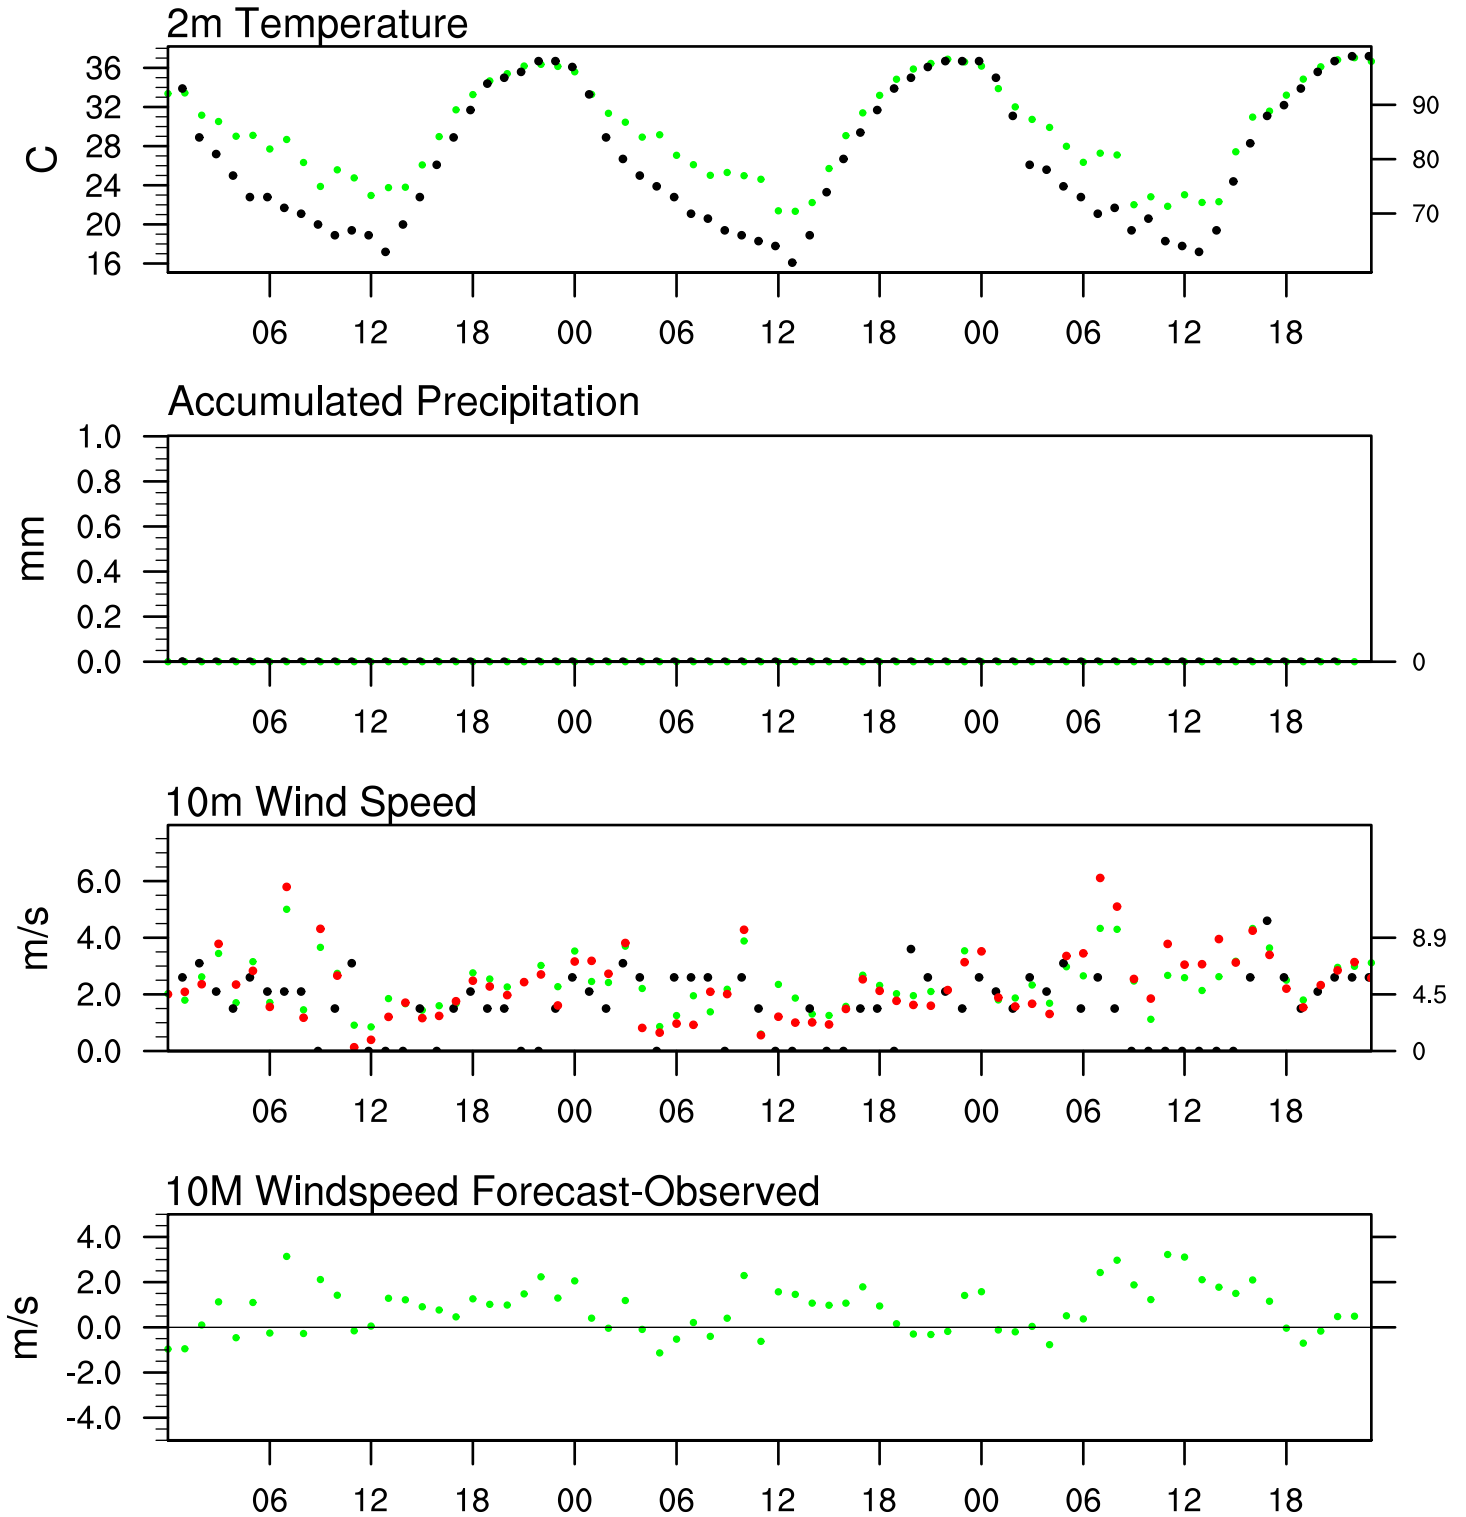 2m Temperature
36
32
28
24
20
16
C
90
80
70
06 12 18 00 06 12 18 00 06 12 18
Accumulated Precipitation
1.0
0.8
0.6
0.4
0.2
0.0
mm
0
06 12 18 00 06 12 18 00 06 12 18
10m Wind Speed
6.0
4.0
2.0
0.0
m/s
8.9
4.5
0
06 12 18 00 06 12 18 00 06 12 18
10M Windspeed Forecast-Observed
4.0
2.0
0.0
-2.0
-4.0
m/s
06 12 18 00 06 12 18 00 06 12 18